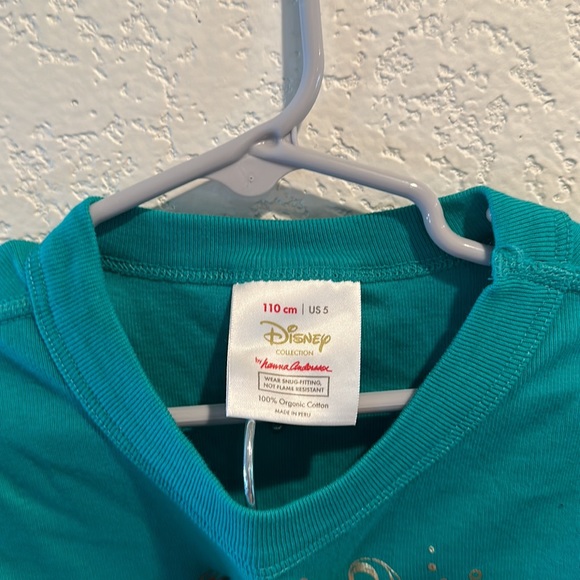 110 cm | US 5
Disney
COLLECTION
by hanna andersson
WEAR SNUG-FITTING,
NOT FLAME RESISTANT
100% Organic Cotton
MADE IN PERU